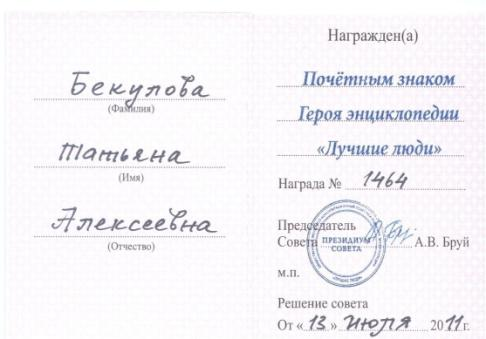 Бекулова
(Фамилия)
Татьяна
(Имя)
Алексеевна
(Отчество)
Награжден(а)
Почётным знаком
Героя энциклопедии
«Лучшие люди»
Награда № 1464
Председатель
Совета А.В. Бруй
ПРЕЗИДИУМ
СОВЕТА
м.п.
Решение совета
От « 13 » июля 2011 г.